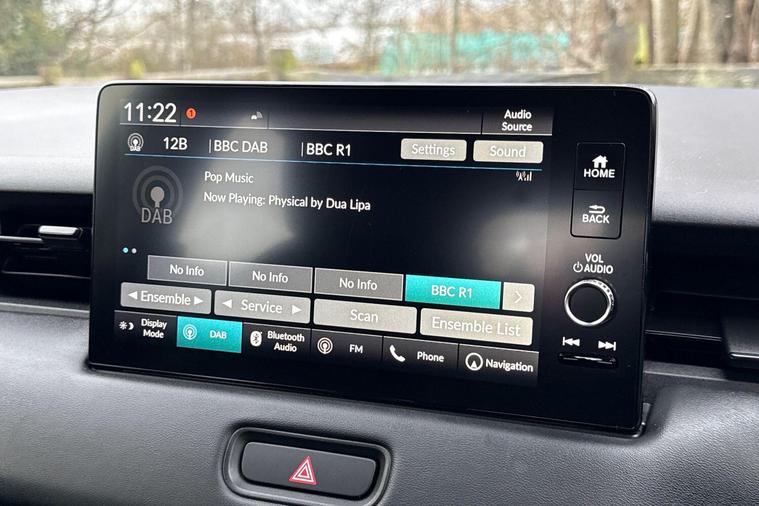 11:22
1
Audio
Source
DAB
12B
BBC DAB
BBC R1
Settings
Sound
DAB
Pop Music
Now Playing: Physical by Dua Lipa
No Info
No Info
No Info
BBC R1
Ensemble
Service
Scan
Ensemble List
Display
Mode
DAB
Bluetooth
Audio
FM
Phone
Navigation
HOME
BACK
VOL
AUDIO